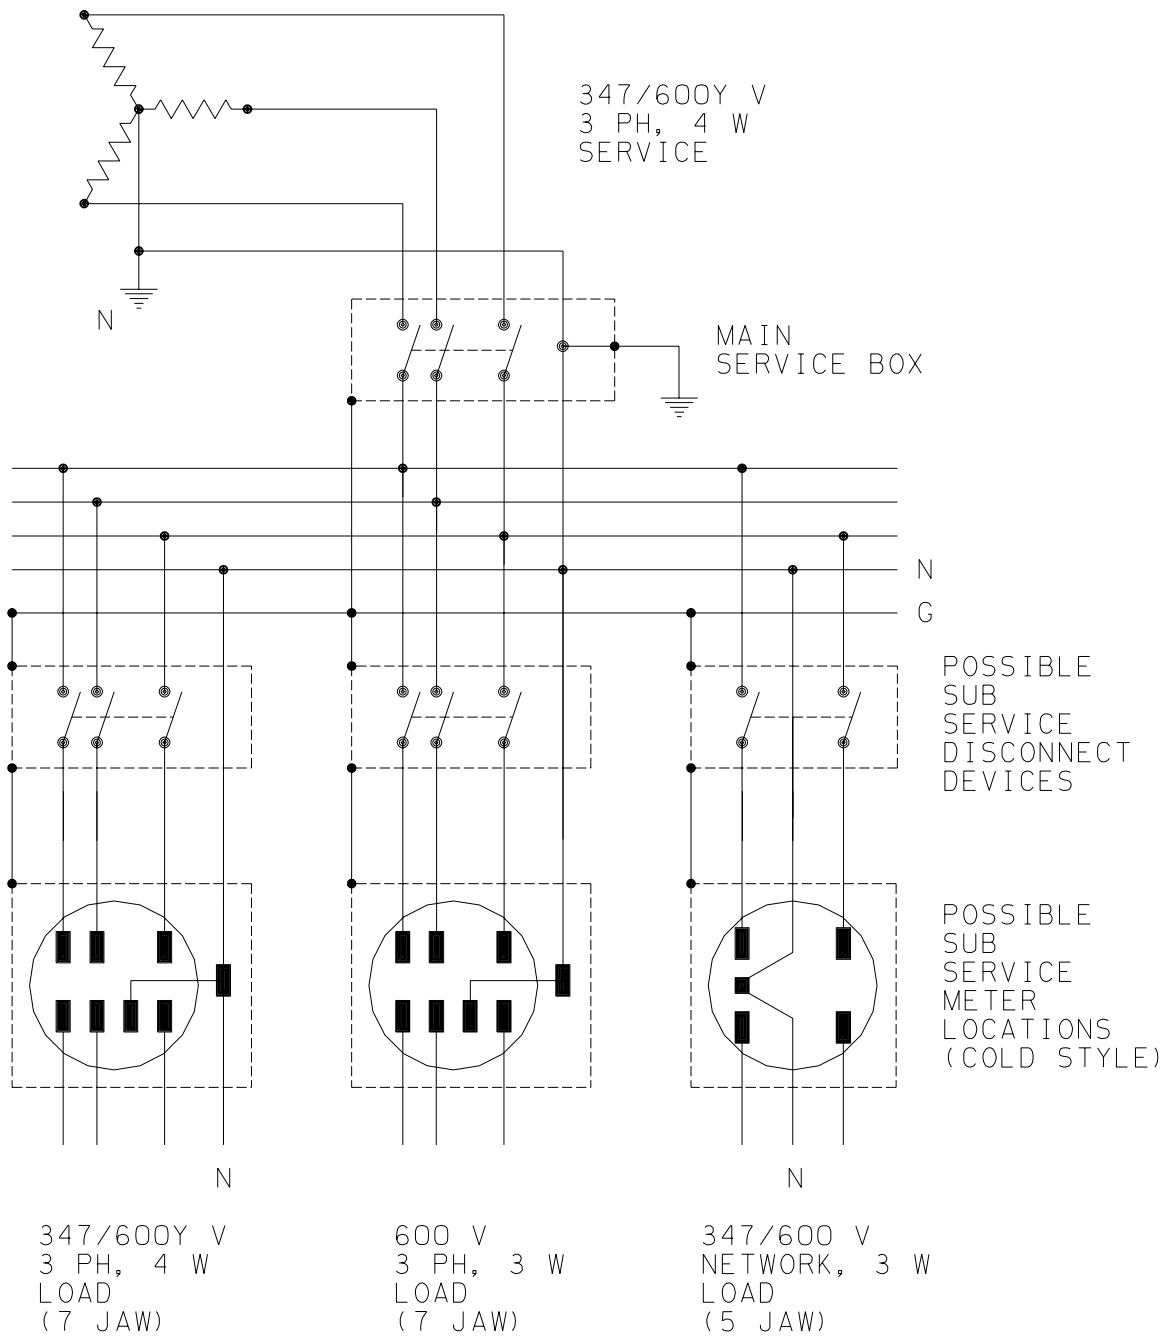 347/600Y V
3 PH, 4 W
SERVICE
N
MAIN
SERVICE BOX
N
G
POSSIBLE
SUB
SERVICE
DISCONNECT
DEVICES
POSSIBLE
SUB
SERVICE
METER
LOCATIONS
(COLD STYLE)
N
N
347/600Y V
3 PH, 4 W
LOAD
(7 JAW)
600 V
3 PH, 3 W
LOAD
(7 JAW)
347/600 V
NETWORK, 3 W
LOAD
(5 JAW)